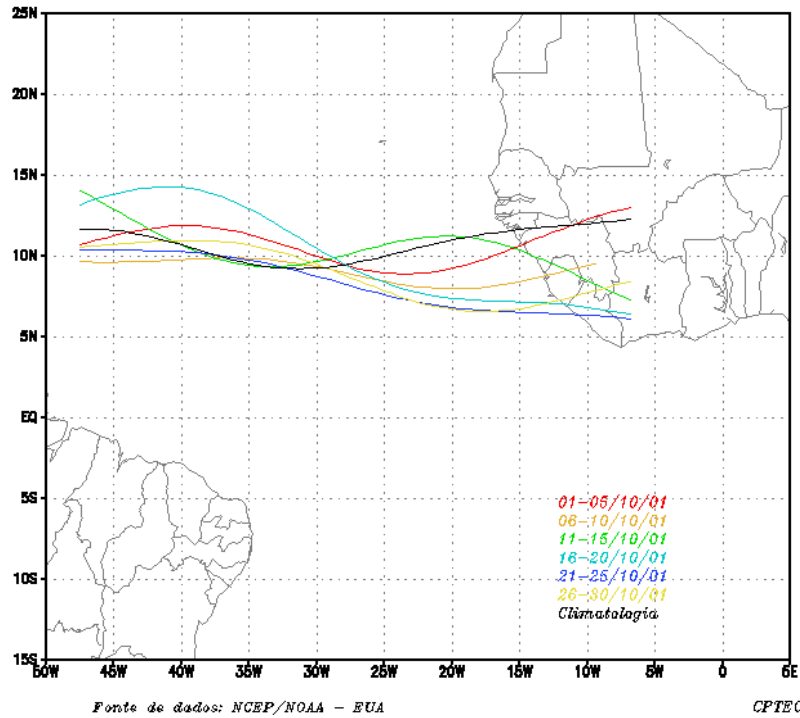 25N
20N
15N
10N
5N
EQ
5S
10S
15S
01–05/10/01
06–10/10/01
11–15/10/01
16–20/10/01
21–25/10/01
26–30/10/01
Climatologia
50W 45W 40W 35W 30W 25W 20W 15W 10W 5W 0 5E
Fonte de dados: NCEP/NOAA – EUA CPTEC